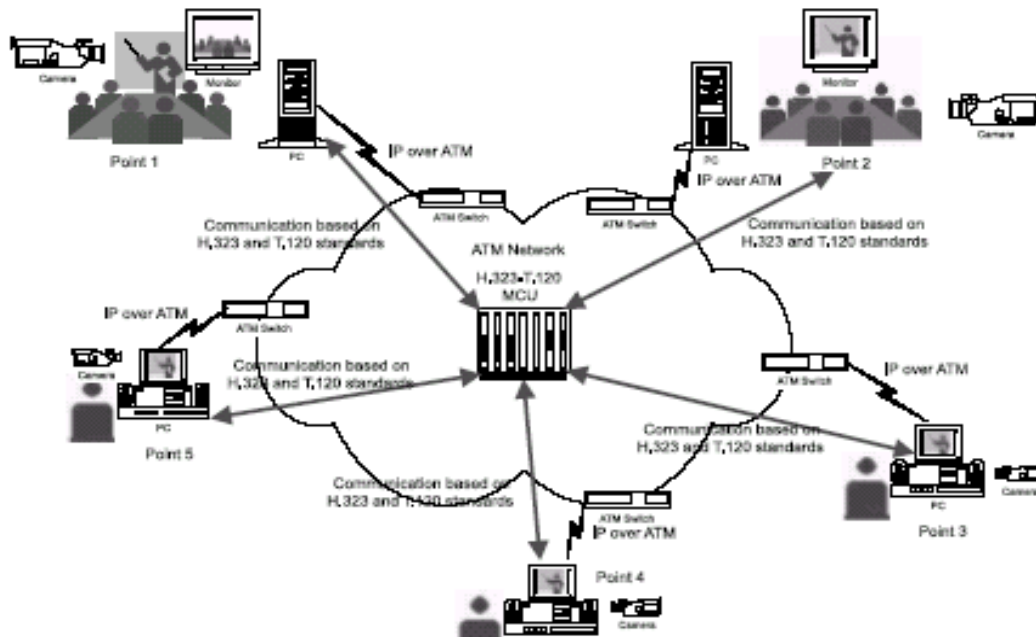 Camera
Monitor
Point 1
PC
IP over ATM
ATM Switch
Communication based on
H.323 and T.120 standards
Monitor
Camera
Point 2
PC
IP over ATM
ATM Switch
Communication based on
H.323 and T.120 standards
ATM Network
H.323-T.120
MCU
IP over ATM
ATM Switch
Camera
PC
Point 5
Communication based on
H.323 and T.120 standards
ATM Switch
IP over ATM
Communication based on
H.323 and T.120 standards
PC
Camera
Point 3
Communication based on
H.323 and T.120 standards
ATM Switch
IP over ATM
Point 4
PC
Camera